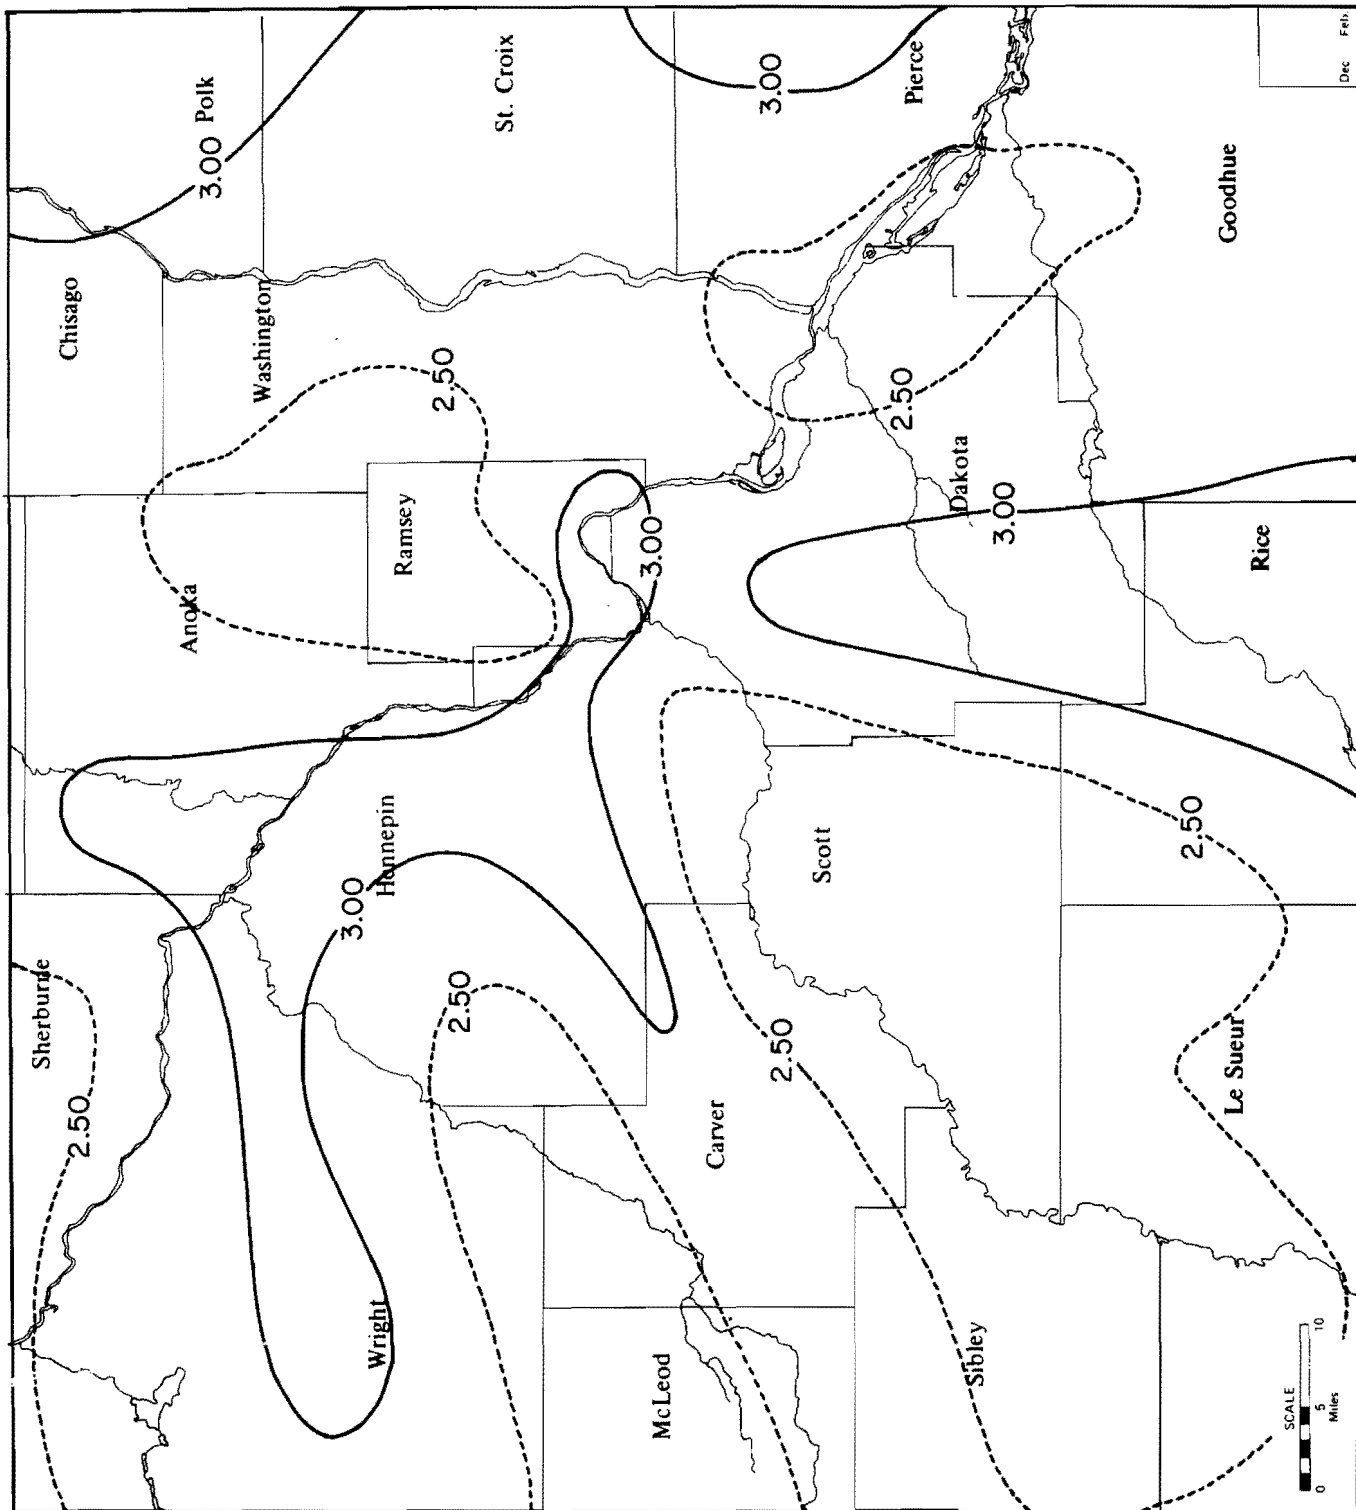 Sherburne
2.50
Wright
3.00
Hennepin
2.50
Anoka
Chisago
Polk
3.00
Washington
2.50
Ramsey
St. Croix
3.00
McLeod
Carver
2.50
3.00
Scott
Pierce
2.50
Dakota
3.00
Sibley
Le Sueur
2.50
Rice
Goodhue
SCALE
0 5 10
Miles
Dec Feb.